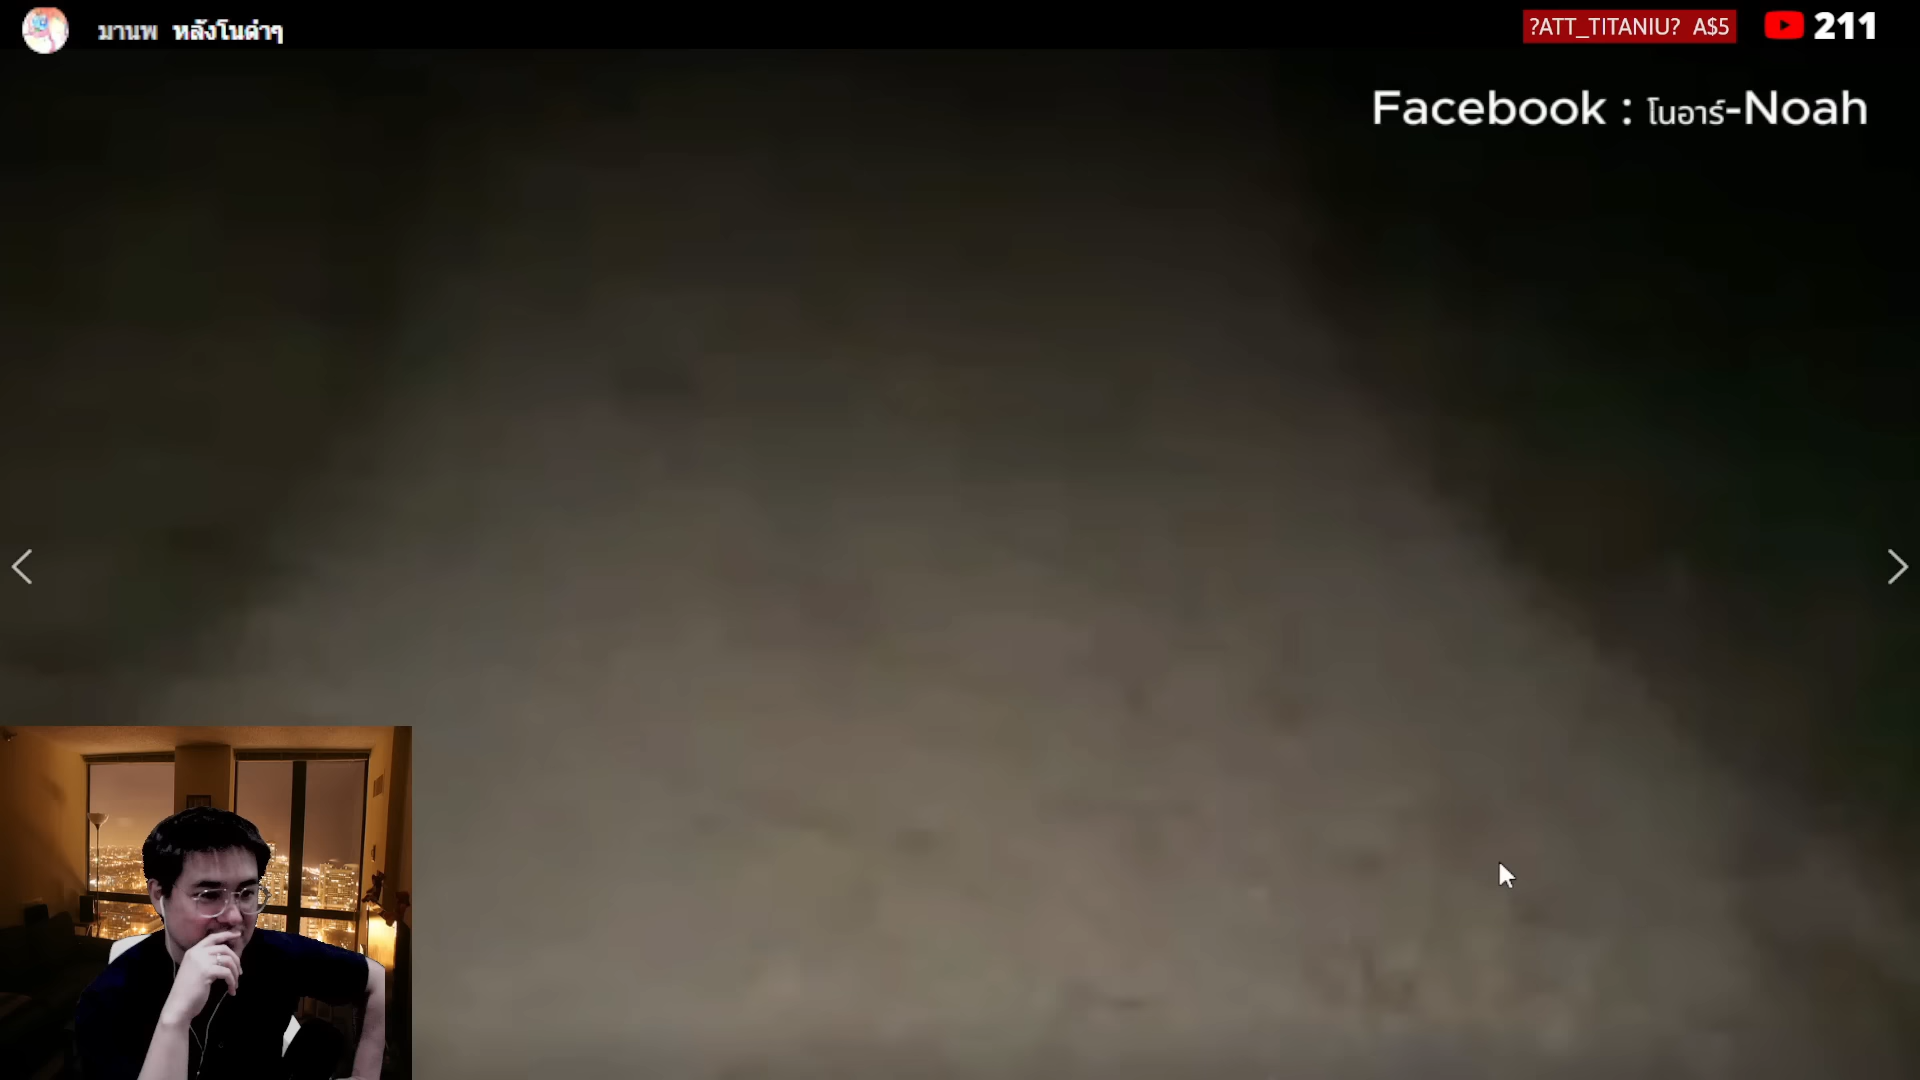 มานพ หลังโนดำๆ
?ATT_TITANIU? A$5
211
Facebook : โนอาร์-Noah